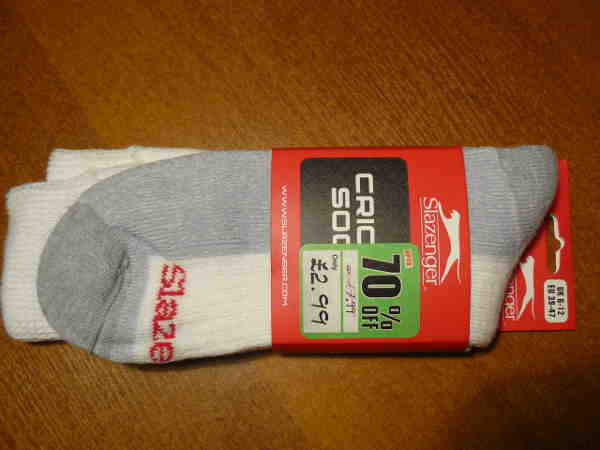 CRIC
SOC
WWW.SLAZENGER.COM
Slazenger
70%
OFF
Only
£2.99
UK 6-12
EU 39-47
Slaze